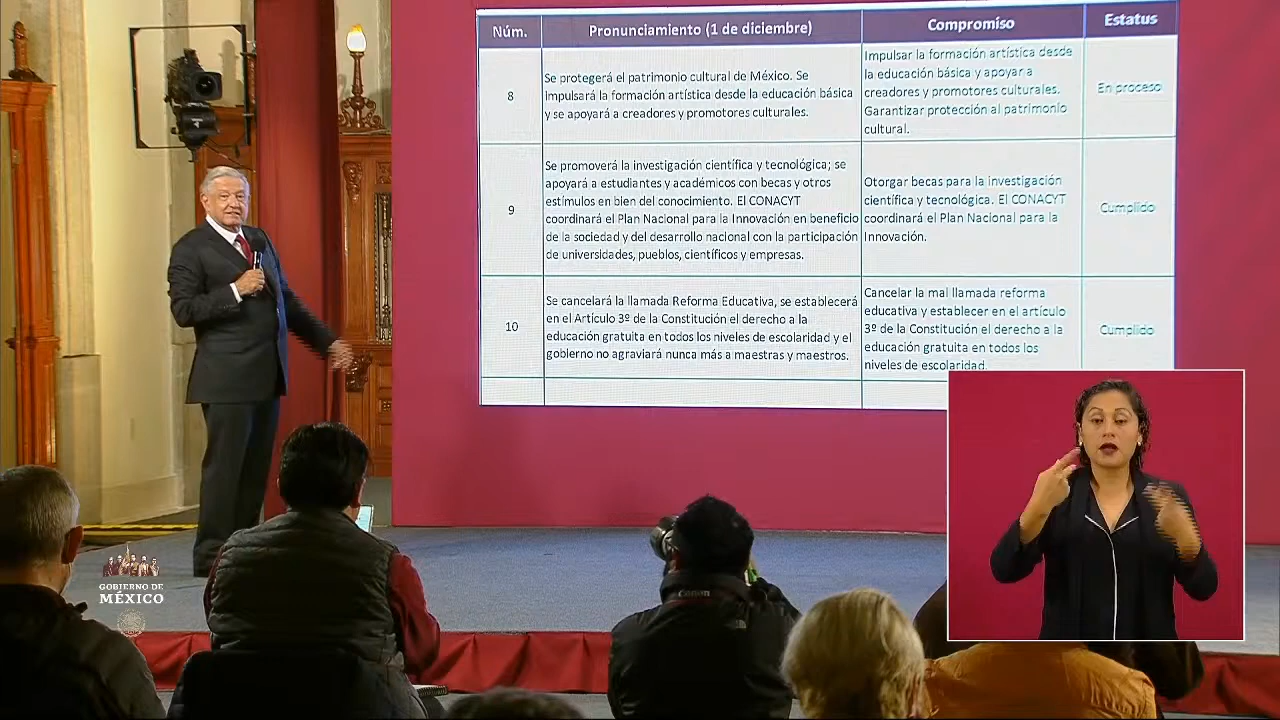 Núm.
Pronunciamiento (1 de diciembre)
Compromiso
Estatus
8
Se protegerá el patrimonio cultural de México. Se
impulsará la formación artística desde la educación básica
y se apoyará a creadores y promotores culturales.
Impulsar la formación artística desde
la educación básica y apoyar a
creadores y promotores culturales.
Garantizar protección al patrimonio
cultural.
En proceso
9
Se promoverá la investigación científica y tecnológica; se
apoyará a estudiantes y académicos con becas y otros
estímulos en bien del conocimiento. El CONACYT
coordinará el Plan Nacional para la Innovación en beneficio
de la sociedad y del desarrollo nacional con la participación
de universidades, pueblos, científicos y empresas.
Otorgar becas para la investigación
científica y tecnológica. El CONACYT
coordinará el Plan Nacional para la
Innovación.
Cumplido
10
Se cancelará la llamada Reforma Educativa, se establecerá
en el Artículo 3º de la Constitución el derecho a la
educación gratuita en todos los niveles de escolaridad y el
gobierno no agraviará nunca más a maestras y maestros.
Cancelar la mal llamada reforma
educativa y establecer en el artículo
3º de la Constitución el derecho a la
educación gratuita en todos los
niveles de escolaridad.
Cumplido
GOBIERNO DE
MÉXICO
Canon